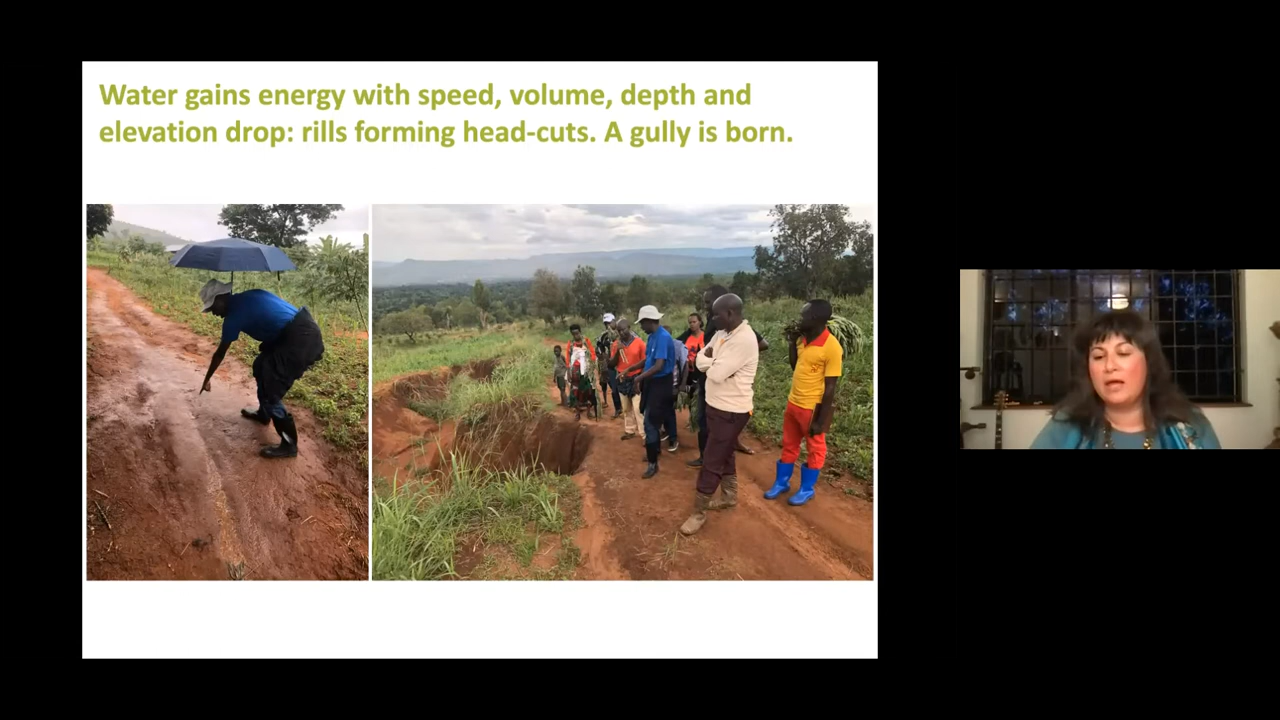 Water gains energy with speed, volume, depth and
elevation drop: rills forming head-cuts. A gully is born.